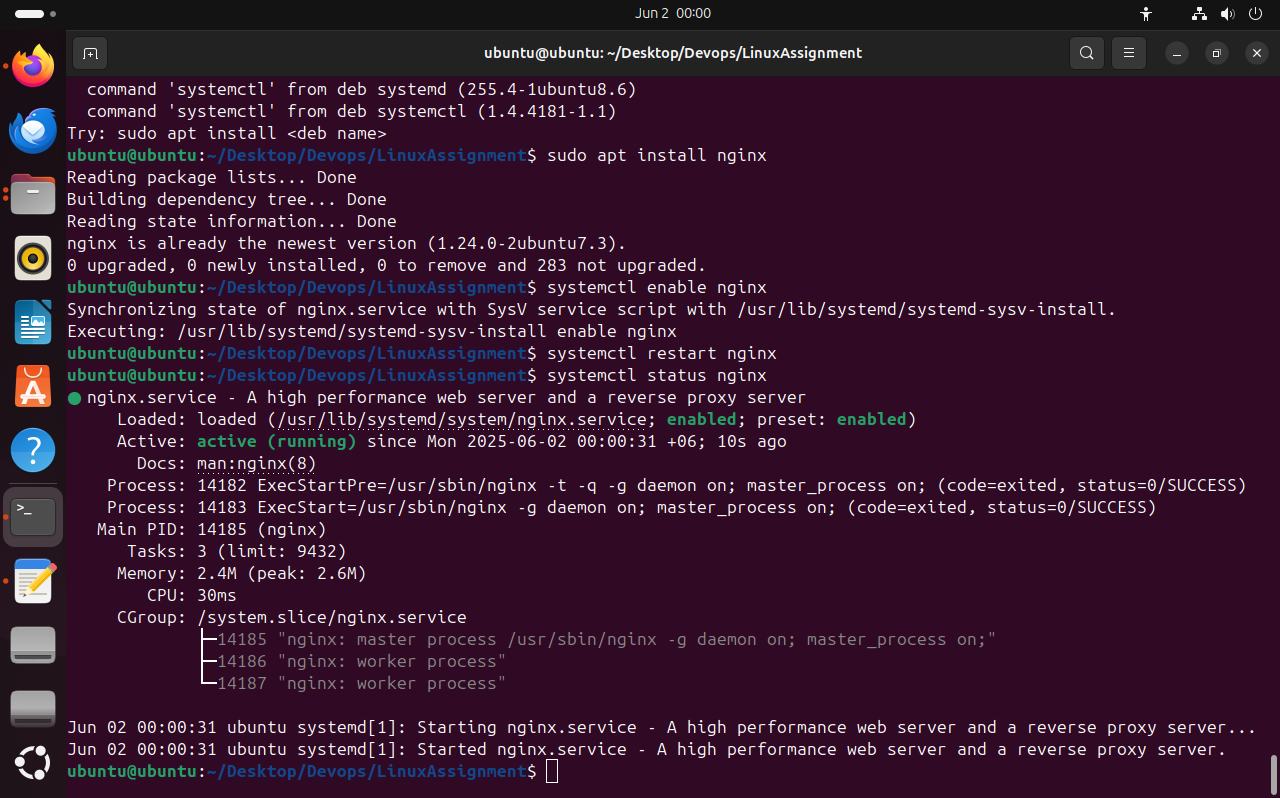 Jun 2 00:00
ubuntu@ubuntu: ~/Desktop/Devops/LinuxAssignment
command 'systemctl' from deb systemd (255.4-1ubuntu8.6)
command 'systemctl' from deb systemctl (1.4.4181-1.1)
Try: sudo apt install <deb name>
ubuntu@ubuntu:~/Desktop/Devops/LinuxAssignment$ sudo apt install nginx
Reading package lists... Done
Building dependency tree... Done
Reading state information... Done
nginx is already the newest version (1.24.0-2ubuntu7.3).
0 upgraded, 0 newly installed, 0 to remove and 283 not upgraded.
ubuntu@ubuntu:~/Desktop/Devops/LinuxAssignment$ systemctl enable nginx
Synchronizing state of nginx.service with SysV service script with /usr/lib/systemd/systemd-sysv-install.
Executing: /usr/lib/systemd/systemd-sysv-install enable nginx
ubuntu@ubuntu:~/Desktop/Devops/LinuxAssignment$ systemctl restart nginx
ubuntu@ubuntu:~/Desktop/Devops/LinuxAssignment$ systemctl status nginx
● nginx.service - A high performance web server and a reverse proxy server
Loaded: loaded (/usr/lib/systemd/system/nginx.service; enabled; preset: enabled)
Active: active (running) since Mon 2025-06-02 00:00:31 +06; 10s ago
Docs: man:nginx(8)
Process: 14182 ExecStartPre=/usr/sbin/nginx -t -q -g daemon on; master_process on; (code=exited, status=0/SUCCESS)
Process: 14183 ExecStart=/usr/sbin/nginx -g daemon on; master_process on; (code=exited, status=0/SUCCESS)
Main PID: 14185 (nginx)
Tasks: 3 (limit: 9432)
Memory: 2.4M (peak: 2.6M)
CPU: 30ms
CGroup: /system.slice/nginx.service
├─14185 "nginx: master process /usr/sbin/nginx -g daemon on; master_process on;"
├─14186 "nginx: worker process"
└─14187 "nginx: worker process"
Jun 02 00:00:31 ubuntu systemd[1]: Starting nginx.service - A high performance web server and a reverse proxy server...
Jun 02 00:00:31 ubuntu systemd[1]: Started nginx.service - A high performance web server and a reverse proxy server.
ubuntu@ubuntu:~/Desktop/Devops/LinuxAssignment$